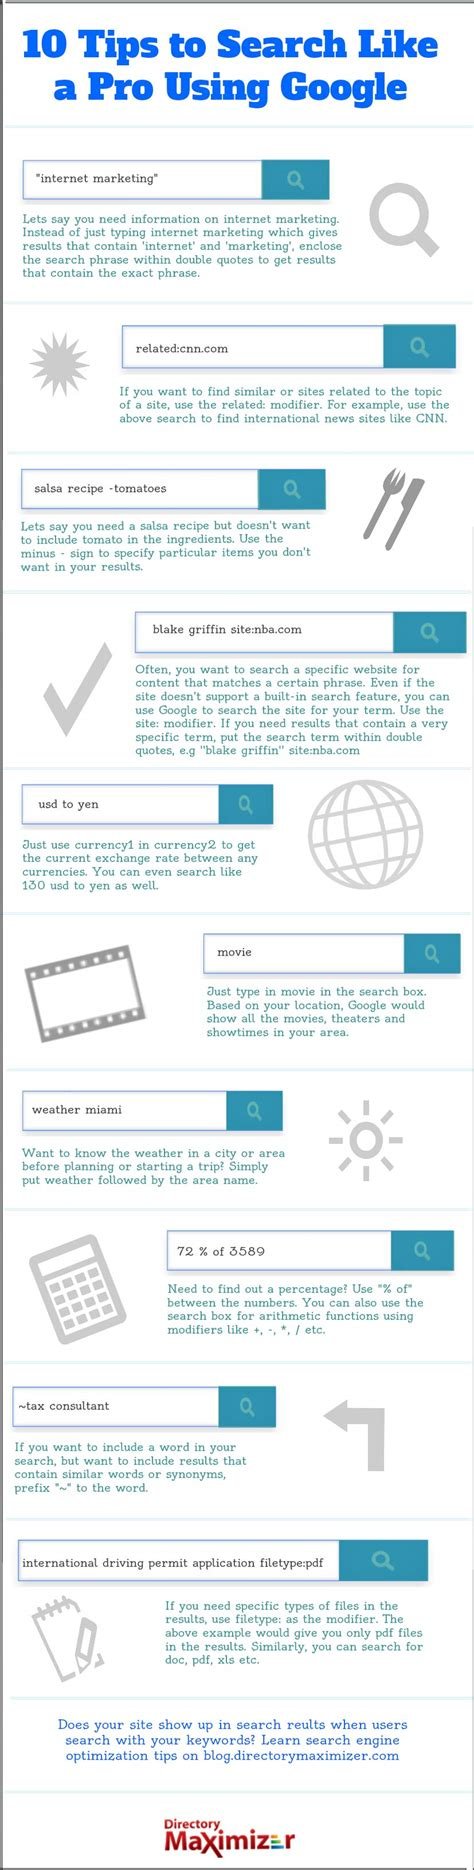 10 Tips to Search Like
a Pro Using Google
"internet marketing"
Lets say you need information on internet marketing.
Instead of just typing internet marketing which gives
results that contain 'internet' and 'marketing', enclose
the search phrase within double quotes to get results
that contain the exact phrase.
related:cnn.com
If you want to find similar or sites related to the topic
of a site, use the related: modifier. For example, use the
above search to find international news sites like CNN.
salsa recipe -tomatoes
Lets say you need a salsa recipe but doesn't want
to include tomato in the ingredients. Use the
minus - sign to specify particular items you don't
want in your results.
blake griffin site:nba.com
Often, you want to search a specific website for
content that matches a certain phrase. Even if the
site doesn't support a built-in search feature, you can
use Google to search the site for your term. Use the
site: modifier. If you need results that contain a very
specific term, put the search term within double
quotes, e.g "blake griffin" site:nba.com
usd to yen
Just use currency1 in currency2 to get
the current exchange rate between any
currencies. You can even search like
130 usd to yen as well.
movie
Just type in movie in the search box.
Based on your location, Google would
show all the movies, theaters and
showtimes in your area.
weather miami
Want to know the weather in a city or area
before planning or starting a trip? Simply
put weather followed by the area name.
72 % of 3589
Need to find out a percentage? Use "% of"
between the numbers. You can also use the
search box for arithmetic functions using
modifiers like +, -, *, / etc.
~tax consultant
If you want to include a word in your
search, but want to include results that
contain similar words or synonyms,
prefix "~" to the word.
international driving permit application filetype:pdf
If you need specific types of files in the
results, use filetype: as the modifier. The
above example would give you only pdf files
in the results. Similarly, you can search for
doc, pdf, xls etc.
Does your site show up in search reults when users
search with your keywords? Learn search engine
optimization tips on blog.directorymaximizer.com
Directory
Maximizer